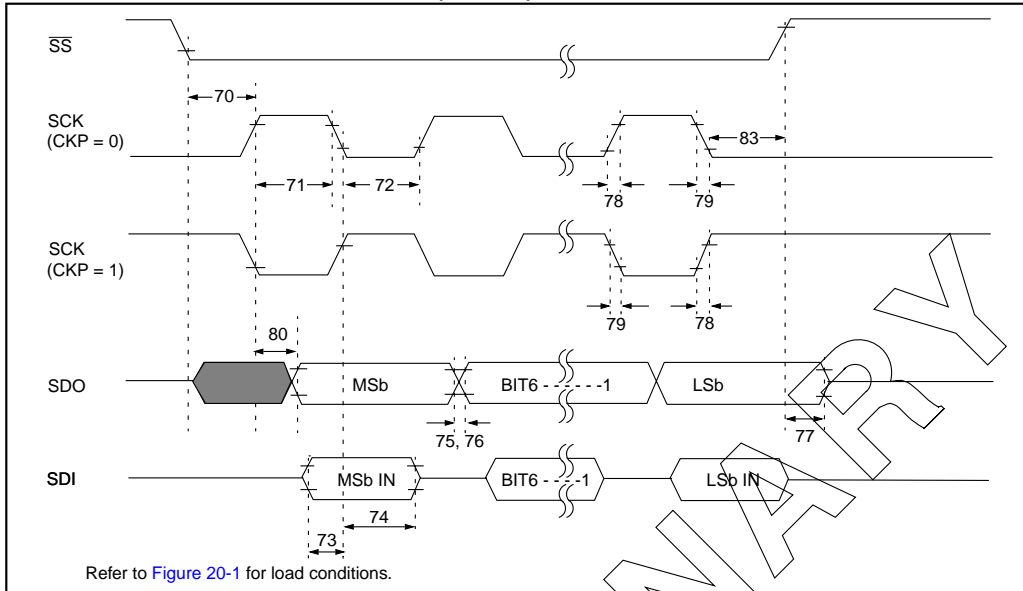 SS
70
SCK
(CKP = 0)
83
71
72
78
79
SCK
(CKP = 1)
79
78
80
SDO
MSb
BIT6 - - - - - -1
LSb
75, 76
77
SDI
MSb IN
BIT6 - - - -1
LSb IN
74
73
Refer to Figure 20-1 for load conditions.
NARY